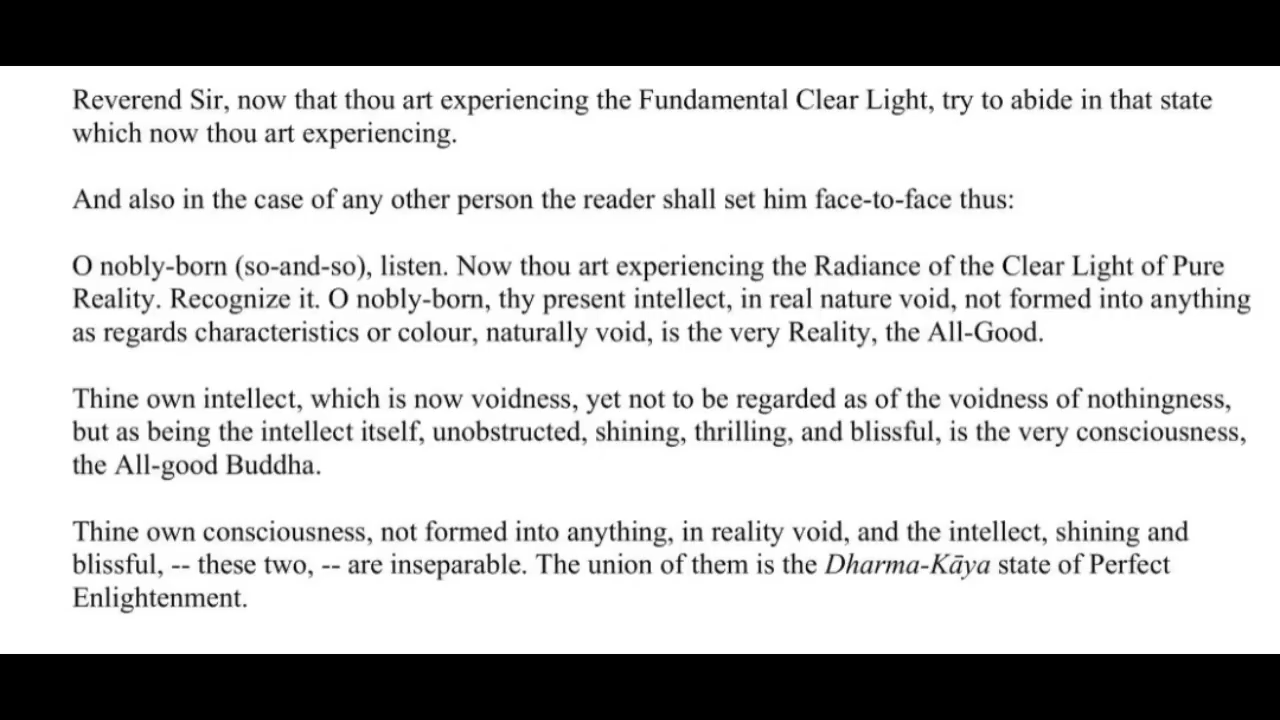 Reverend Sir, now that thou art experiencing the Fundamental Clear Light, try to abide in that state
which now thou art experiencing.
And also in the case of any other person the reader shall set him face-to-face thus:
O nobly-born (so-and-so), listen. Now thou art experiencing the Radiance of the Clear Light of Pure
Reality. Recognize it. O nobly-born, thy present intellect, in real nature void, not formed into anything
as regards characteristics or colour, naturally void, is the very Reality, the All-Good.
Thine own intellect, which is now voidness, yet not to be regarded as of the voidness of nothingness,
but as being the intellect itself, unobstructed, shining, thrilling, and blissful, is the very consciousness,
the All-good Buddha.
Thine own consciousness, not formed into anything, in reality void, and the intellect, shining and
blissful, -- these two, -- are inseparable. The union of them is the Dharma-Kāya state of Perfect
Enlightenment.